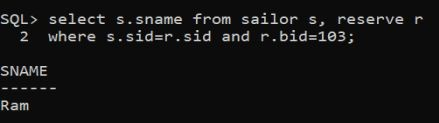 SQL> select s.sname from sailor s, reserve r
  2  where s.sid=r.sid and r.bid=103;
SNAME
------
Ram